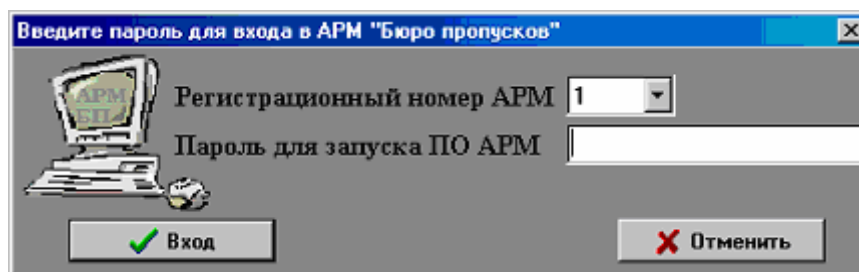 Введите пароль для входа в АРМ "Бюро пропусков"
АРМ
БП
Регистрационный номер АРМ 1
Пароль для запуска ПО АРМ
Вход Отменить